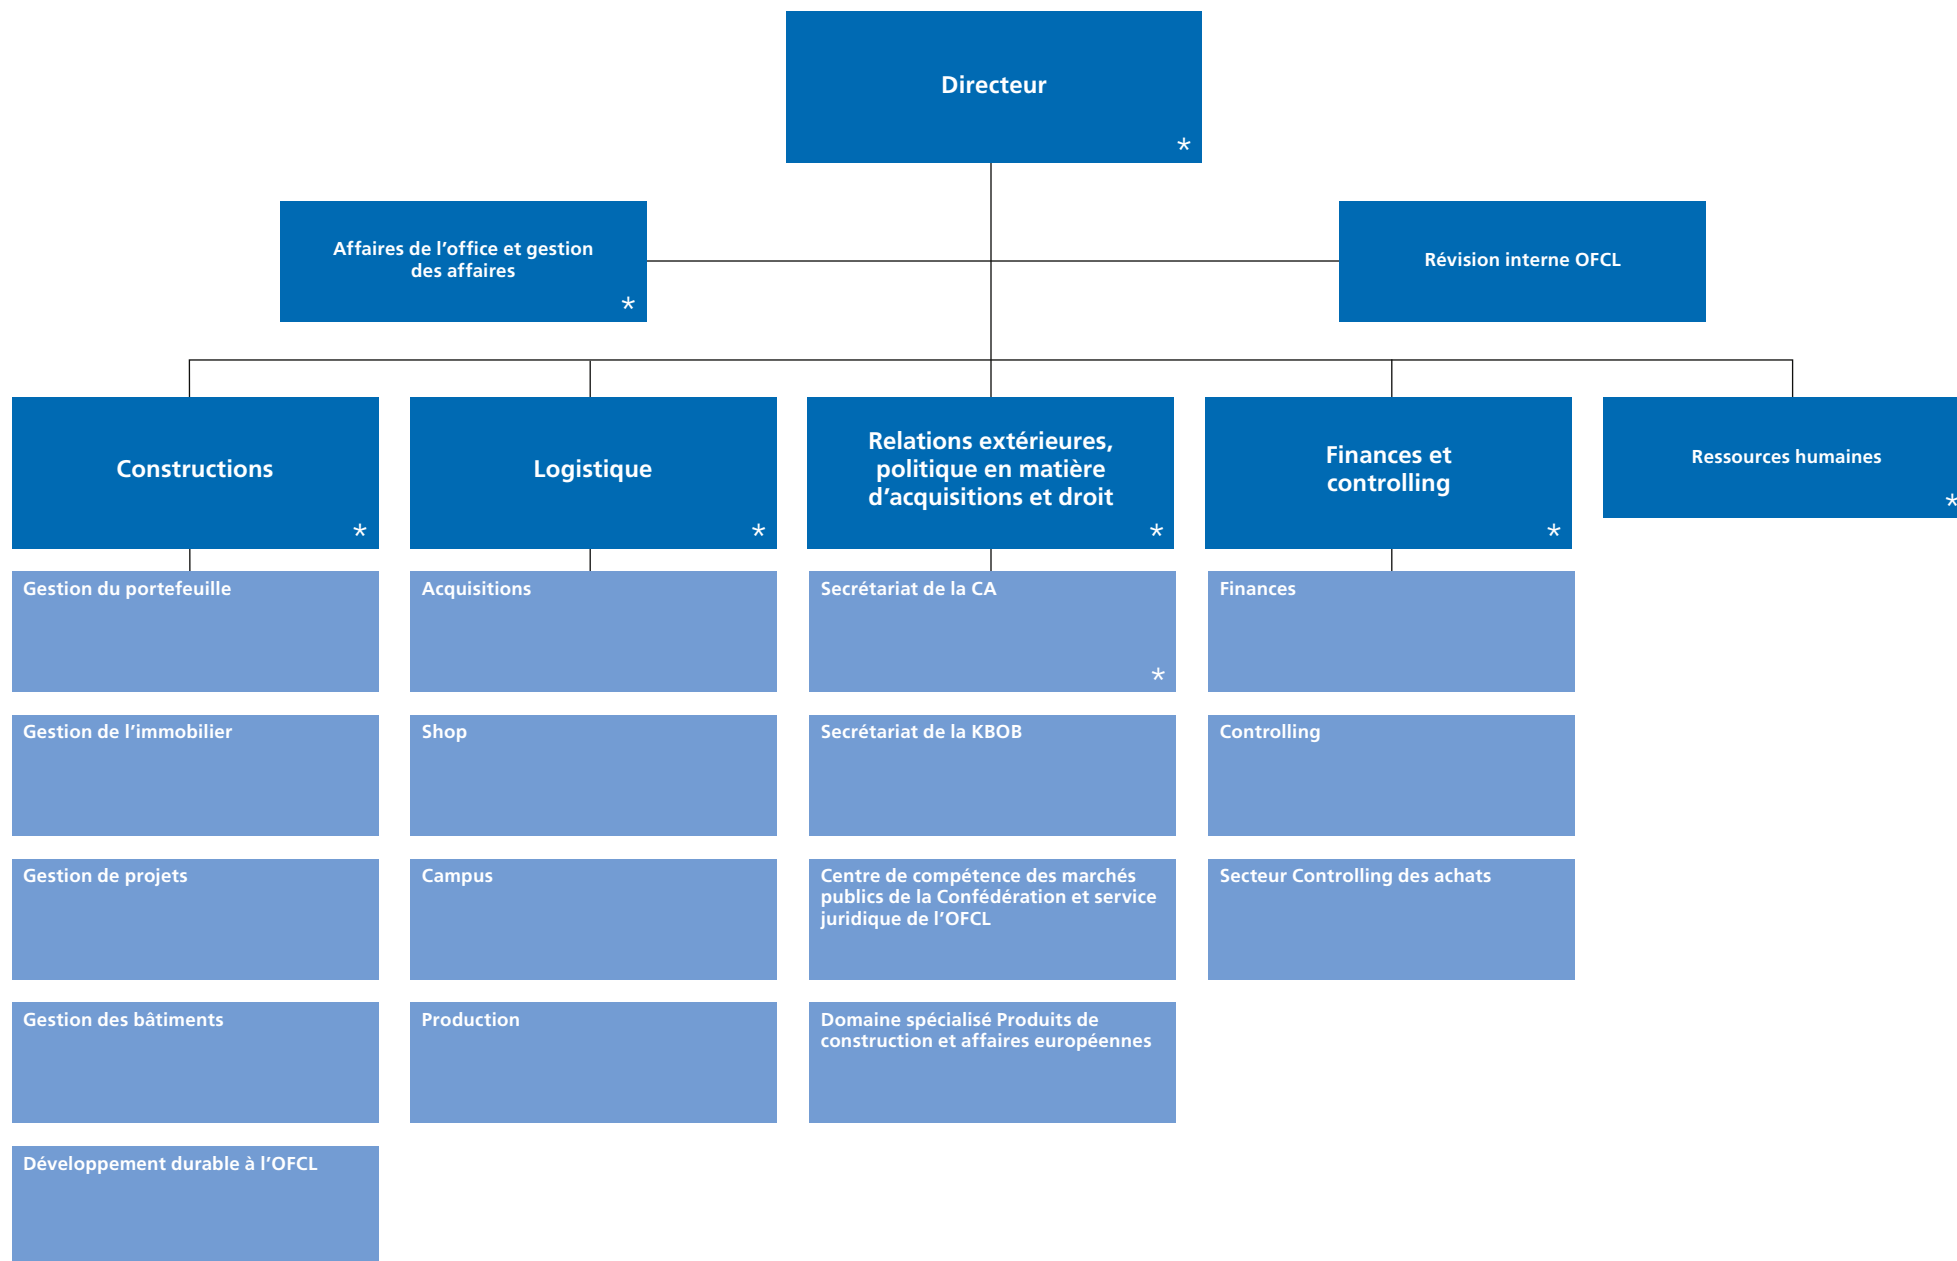 Directeur
*
Affaires de l’office et gestion
des affaires
*
Révision interne OFCL
Constructions
*
Logistique
*
Relations extérieures,
politique en matière
d’acquisitions et droit
*
Finances et
controlling
*
Ressources humaines
*
Gestion du portefeuille
Gestion de l’immobilier
Gestion de projets
Gestion des bâtiments
Développement durable à l’OFCL
Acquisitions
Shop
Campus
Production
Secrétariat de la CA
*
Secrétariat de la KBOB
Centre de compétence des marchés
publics de la Confédération et service
juridique de l’OFCL
Domaine spécialisé Produits de
construction et affaires européennes
Finances
Controlling
Secteur Controlling des achats